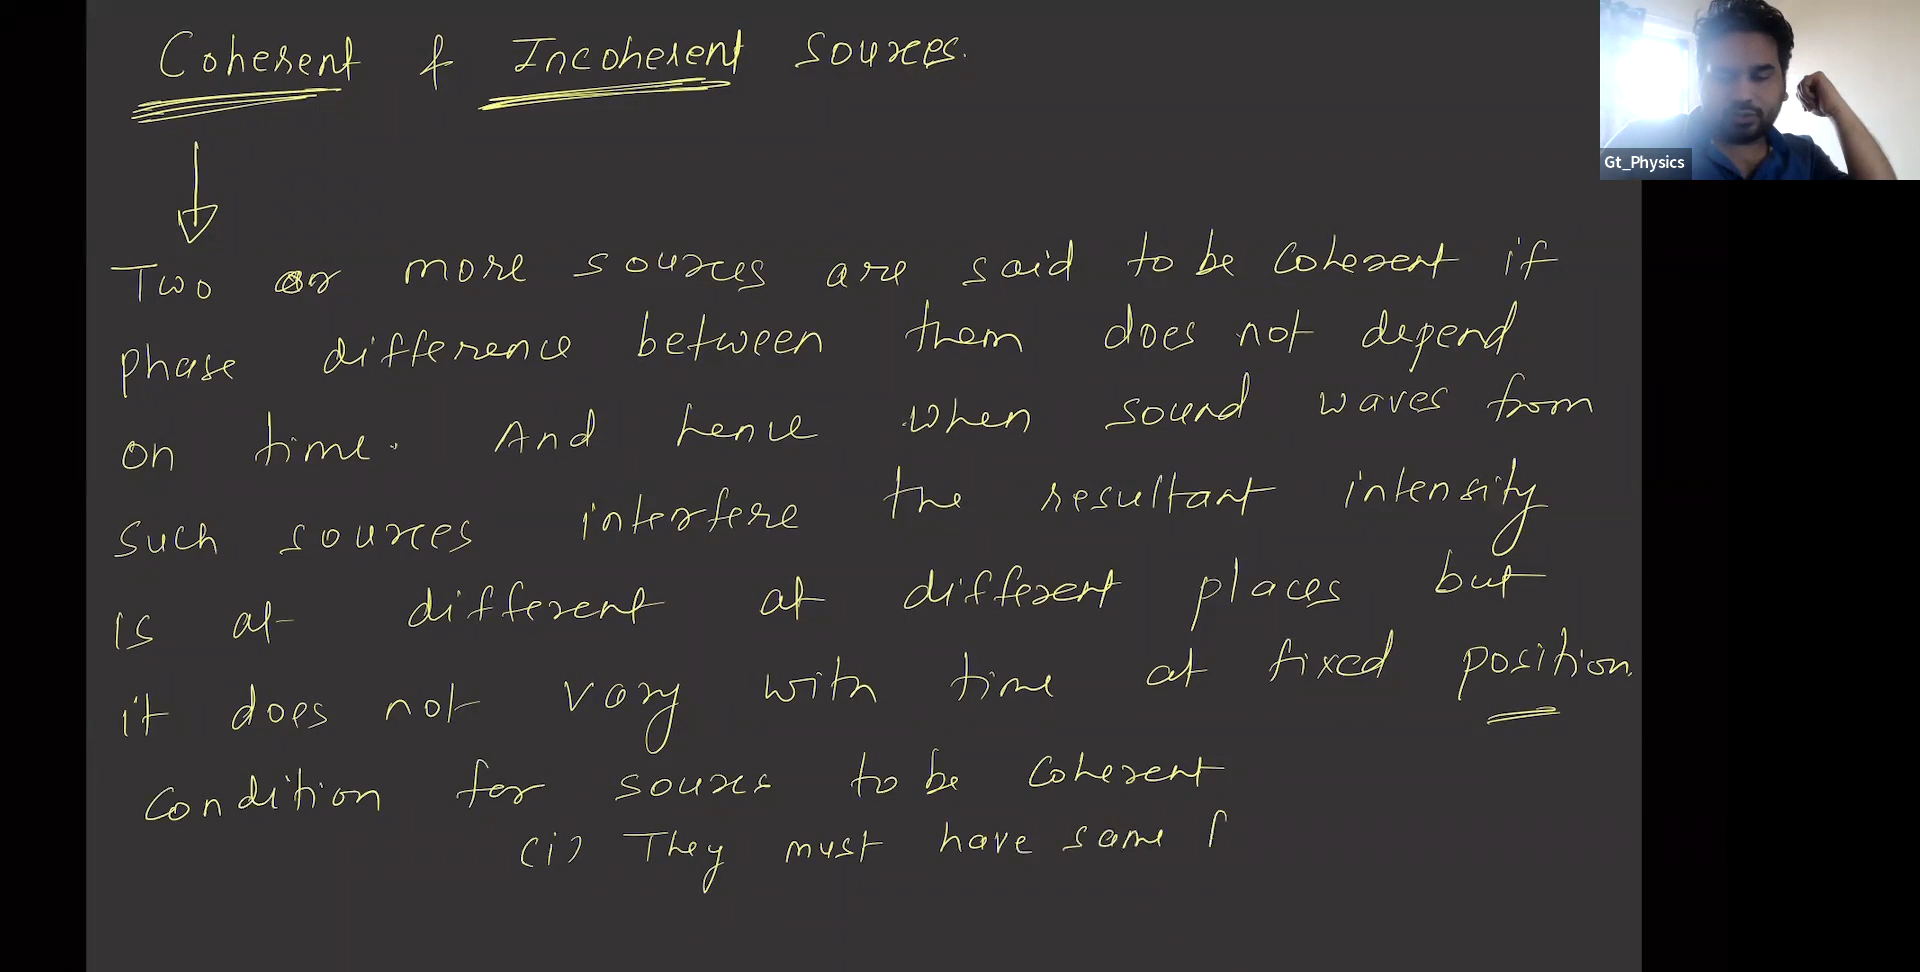 Coherent & Incoherent sources.
Gt_Physics
Two or more sources are said to be coherent if
phase difference between them does not depend
on time. And hence when sound waves from
such sources interfere the resultant intensity
is at different at different places but
it does not vary with time at fixed position.
Condition for sources to be coherent
(i) They must have same f